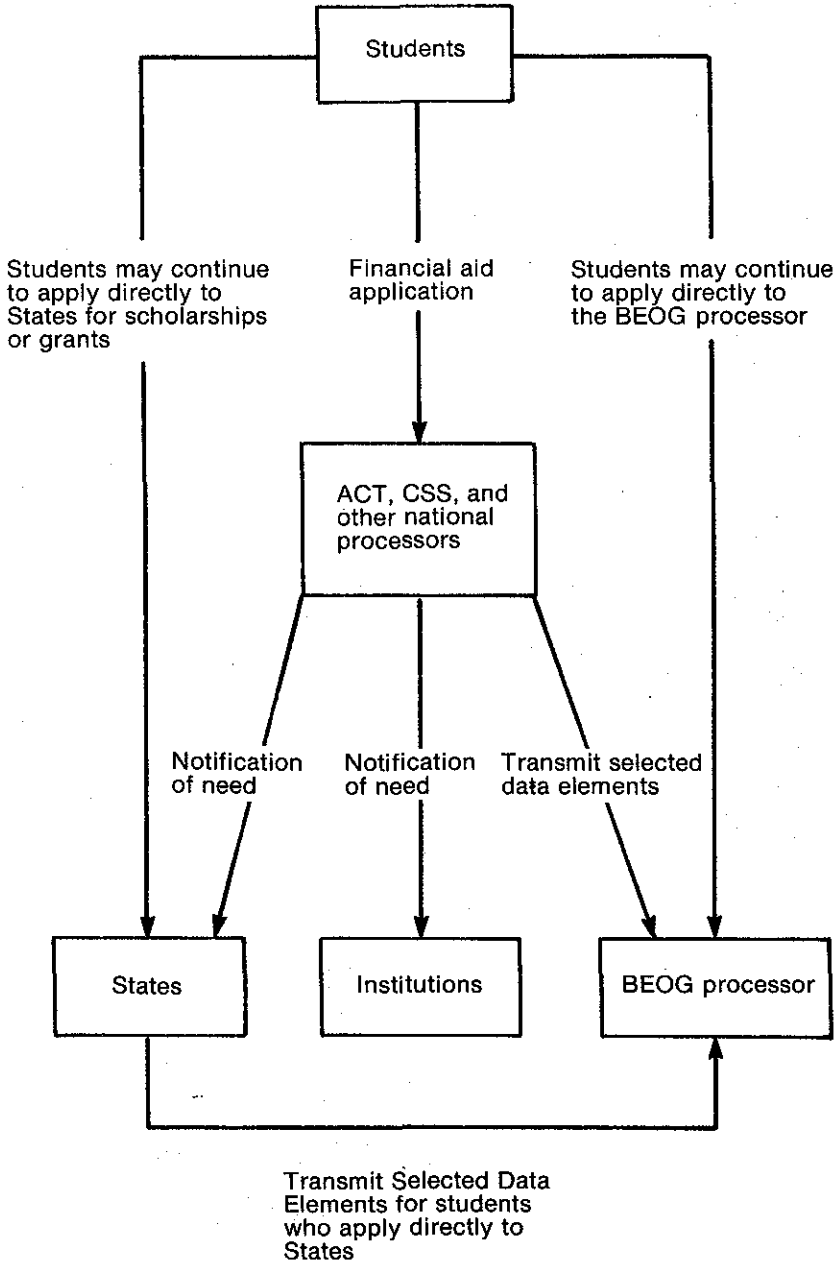 Students
Students may continue
to apply directly to
States for scholarships
or grants
Financial aid
application
Students may continue
to apply directly to
the BEOG processor
ACT, CSS, and
other national
processors
Notification
of need
Notification
of need
Transmit selected
data elements
States
Institutions
BEOG processor
Transmit Selected Data
Elements for students
who apply directly to
States